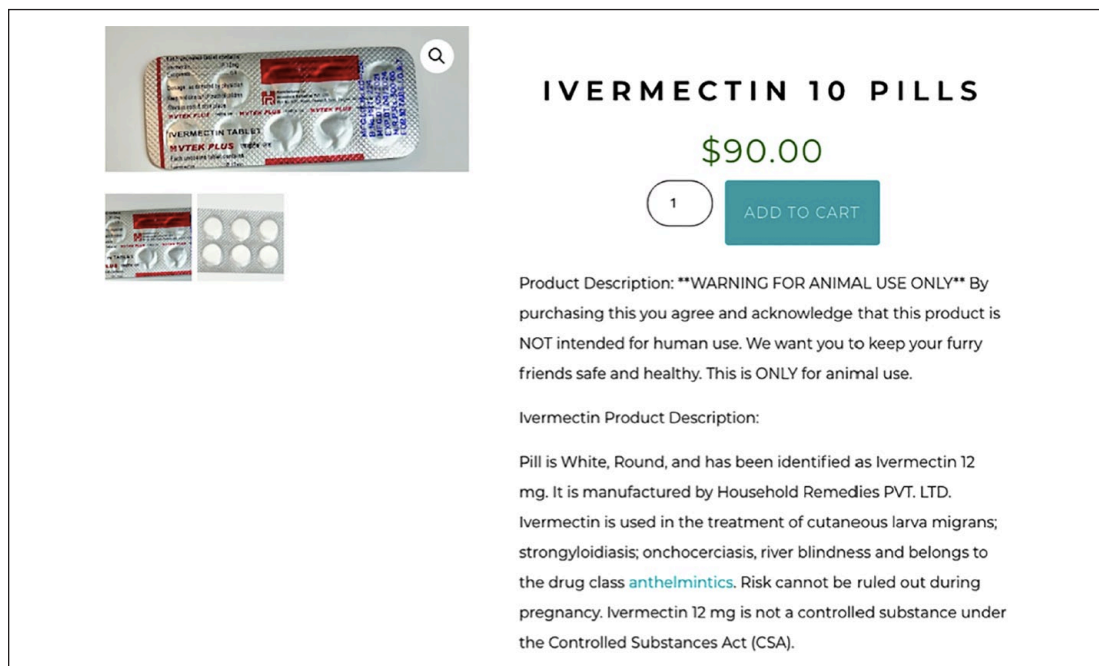 IVERMECTIN TABLET
MVTEK PLUS
IVERMECTIN 10 PILLS
$90.00
1
ADD TO CART
Product Description: **WARNING FOR ANIMAL USE ONLY** By
purchasing this you agree and acknowledge that this product is
NOT intended for human use. We want you to keep your furry
friends safe and healthy. This is ONLY for animal use.
Ivermectin Product Description:
Pill is White, Round, and has been identified as Ivermectin 12
mg. It is manufactured by Household Remedies PVT. LTD.
Ivermectin is used in the treatment of cutaneous larva migrans;
strongyloidiasis; onchocerciasis, river blindness and belongs to
the drug class anthelmintics. Risk cannot be ruled out during
pregnancy. Ivermectin 12 mg is not a controlled substance under
the Controlled Substances Act (CSA).